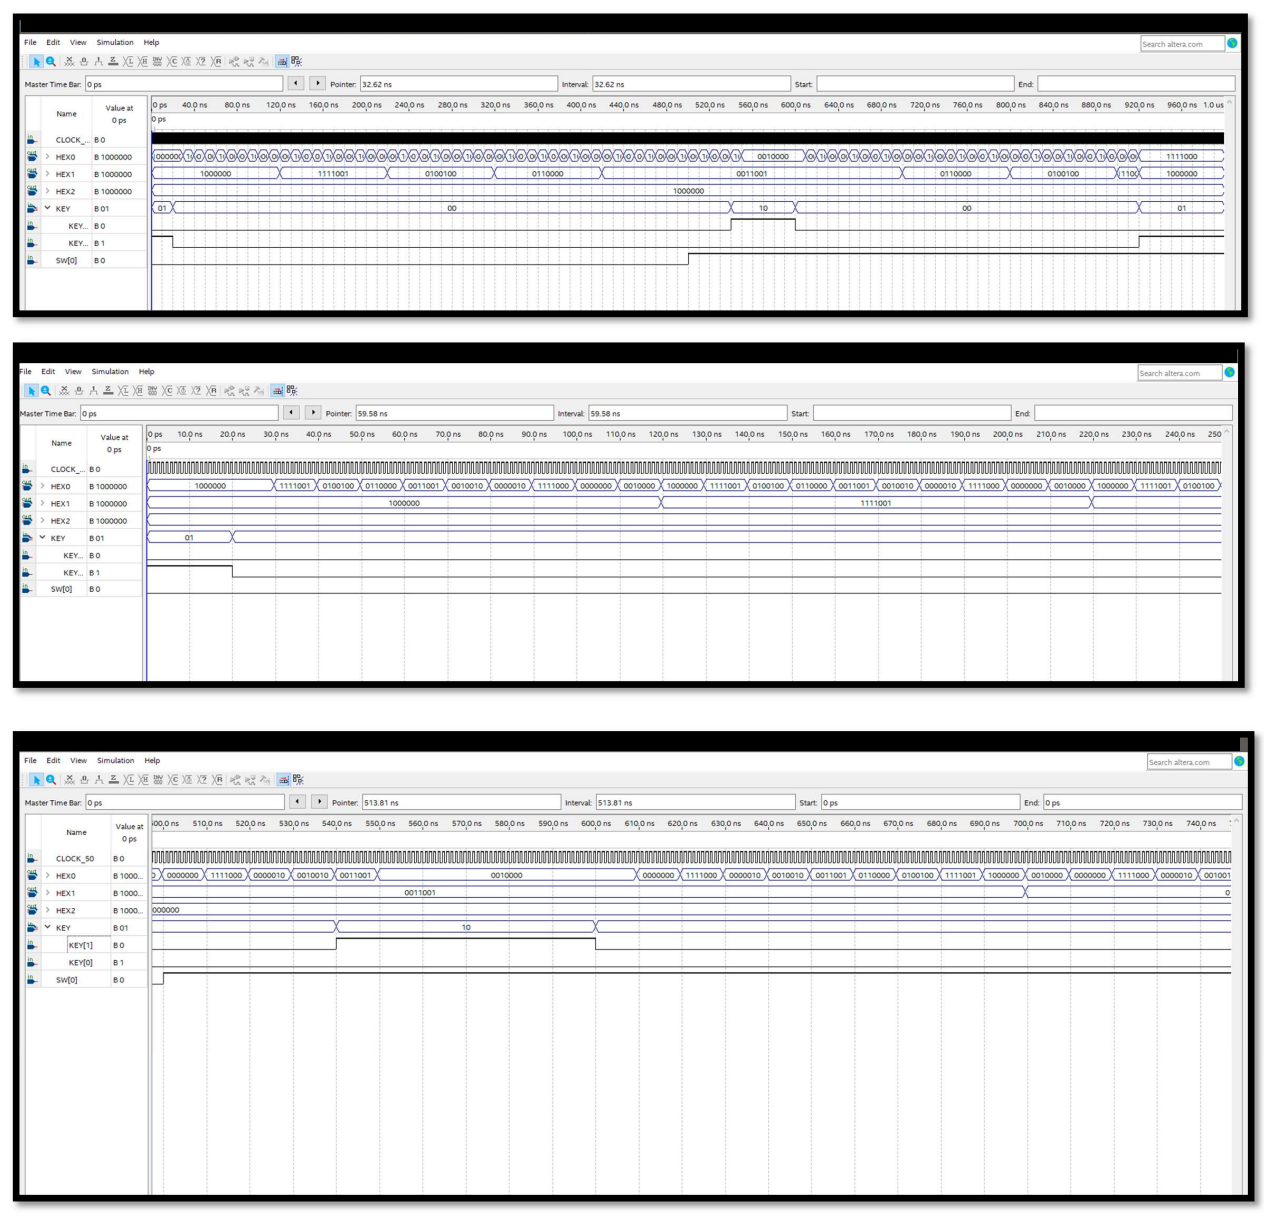 File Edit View Simulation Help
Search altera.com
Master Time Bar: 0 ps Pointer: 32.62 ns Interval: 32.62 ns Start: End:
Name Value at 0 ps
0 ps 40.0 ns 80.0 ns 120.0 ns 160.0 ns 200.0 ns 240.0 ns 280.0 ns 320.0 ns 360.0 ns 400.0 ns 440.0 ns 480.0 ns 520.0 ns 560.0 ns 600.0 ns 640.0 ns 680.0 ns 720.0 ns 760.0 ns 800.0 ns 840.0 ns 880.0 ns 920.0 ns 960.0 ns 1.0 us
0 ps
CLOCK_... B 0
HEX0 B 1000000 0010000 1111000
HEX1 B 1000000 1000000 1111001 0100100 0110000 0011001 0110000 0100100 1000000
HEX2 B 1000000 1000000
KEY B 01 01 00 10 00 01
KEY... B 0
KEY... B 1
SW[0] B 0
File Edit View Simulation Help
Search altera.com
Master Time Bar: 0 ps Pointer: 59.58 ns Interval: 59.58 ns Start: End:
Name Value at 0 ps
0 ps 10.0 ns 20.0 ns 30.0 ns 40.0 ns 50.0 ns 60.0 ns 70.0 ns 80.0 ns 90.0 ns 100.0 ns 110.0 ns 120.0 ns 130.0 ns 140.0 ns 150.0 ns 160.0 ns 170.0 ns 180.0 ns 190.0 ns 200.0 ns 210.0 ns 220.0 ns 230.0 ns 240.0 ns 250
0 ps
CLOCK_... B 0
HEX0 B 1000000 1000000 1111001 0100100 0110000 0011001 0010010 0000010 1111000 0000000 0010000 1000000 1111001 0100100 0110000 0011001 0010010 0000010 1111000 0000000 0010000 1000000 1111001 0100100
HEX1 B 1000000 1000000 1111001
HEX2 B 1000000
KEY B 01 01
KEY... B 0
KEY... B 1
SW[0] B 0
File Edit View Simulation Help
Search altera.com
Master Time Bar: 0 ps Pointer: 513.81 ns Interval: 513.81 ns Start: 0 ps End: 0 ps
Name Value at 0 ps
510.0 ns 520.0 ns 530.0 ns 540.0 ns 550.0 ns 560.0 ns 570.0 ns 580.0 ns 590.0 ns 600.0 ns 610.0 ns 620.0 ns 630.0 ns 640.0 ns 650.0 ns 660.0 ns 670.0 ns 680.0 ns 690.0 ns 700.0 ns 710.0 ns 720.0 ns 730.0 ns 740.0 ns
CLOCK_50 B 0
HEX0 B 1000... 0000000 1111000 0000010 0010010 0011001 0010000 0000000 1111000 0000010 0010010 0011001 0110000 0100100 1111001 1000000 0010000 0000000 1111000 0000010 001001
HEX1 B 1000... 0011001 0
HEX2 B 1000... 000000
KEY B 01 10
KEY[1] B 0
KEY[0] B 1
SW[0] B 0